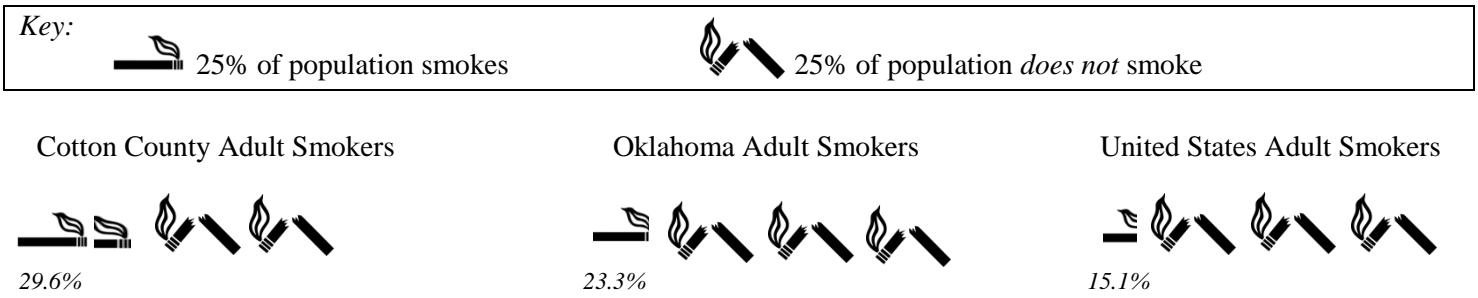 Key:
25% of population smokes 25% of population does not smoke
Cotton County Adult Smokers Oklahoma Adult Smokers United States Adult Smokers
29.6% 23.3% 15.1%